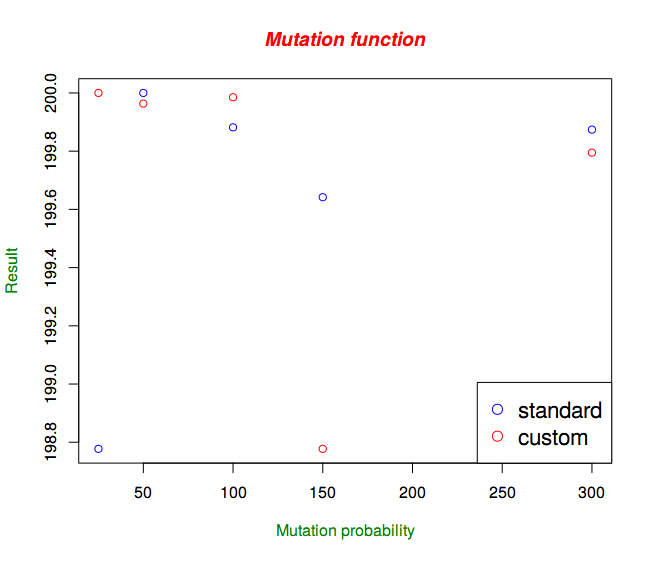 Mutation function
Result
200.0
199.8
199.6
199.4
199.2
199.0
198.8
standard
custom
50 100 150 200 250 300
Mutation probability